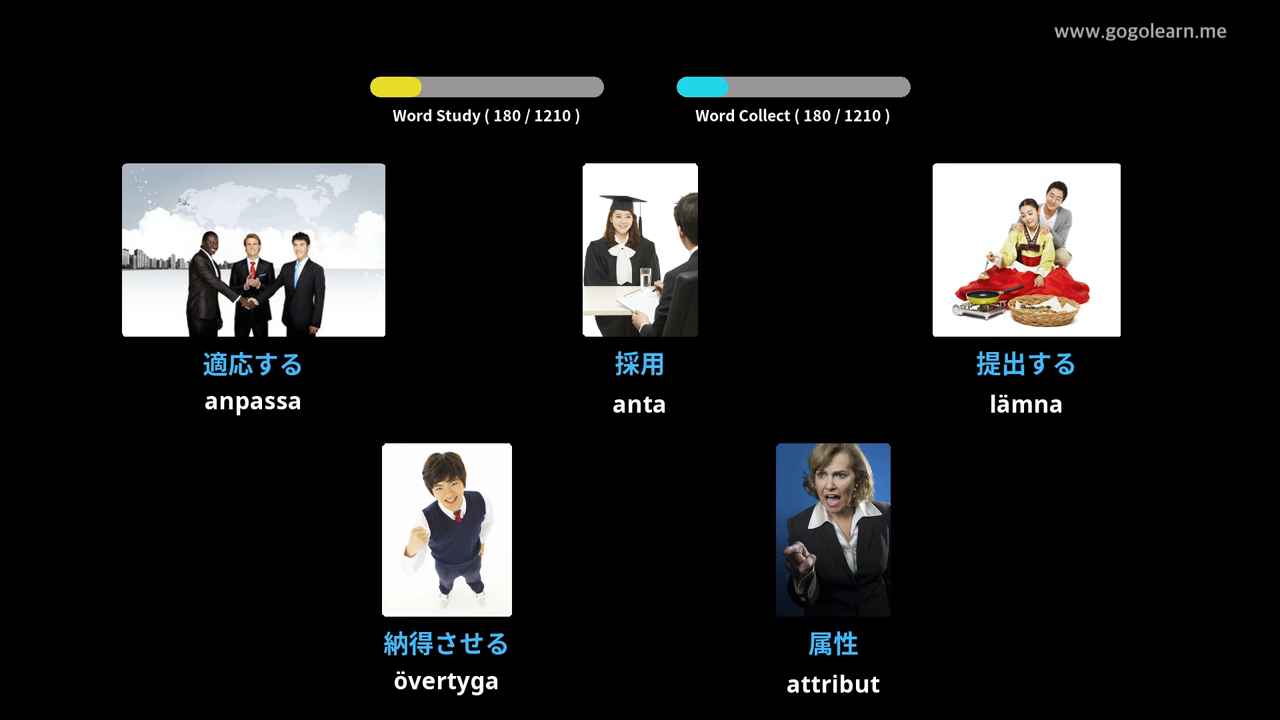 www.gogolearn.me
Word Study ( 180 / 1210 )
Word Collect ( 180 / 1210 )
適応する
anpassa
採用
anta
提出する
lämna
納得させる
övertyga
属性
attribut